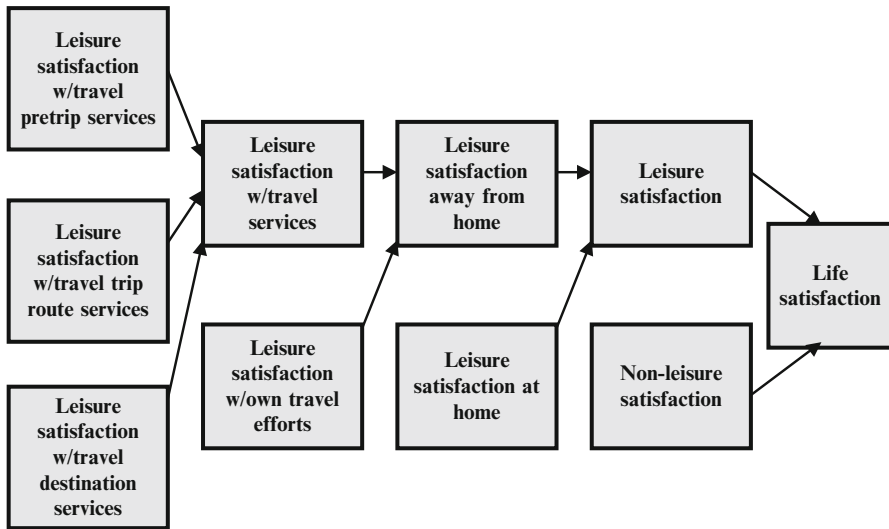 Leisure
satisfaction
w/travel
pretrip services
Leisure
satisfaction
w/travel trip
route services
Leisure
satisfaction
w/travel
destination
services
Leisure
satisfaction
w/travel
services
Leisure
satisfaction
w/own travel
efforts
Leisure
satisfaction
away from
home
Leisure
satisfaction at
home
Leisure
satisfaction
Non-leisure
satisfaction
Life
satisfaction